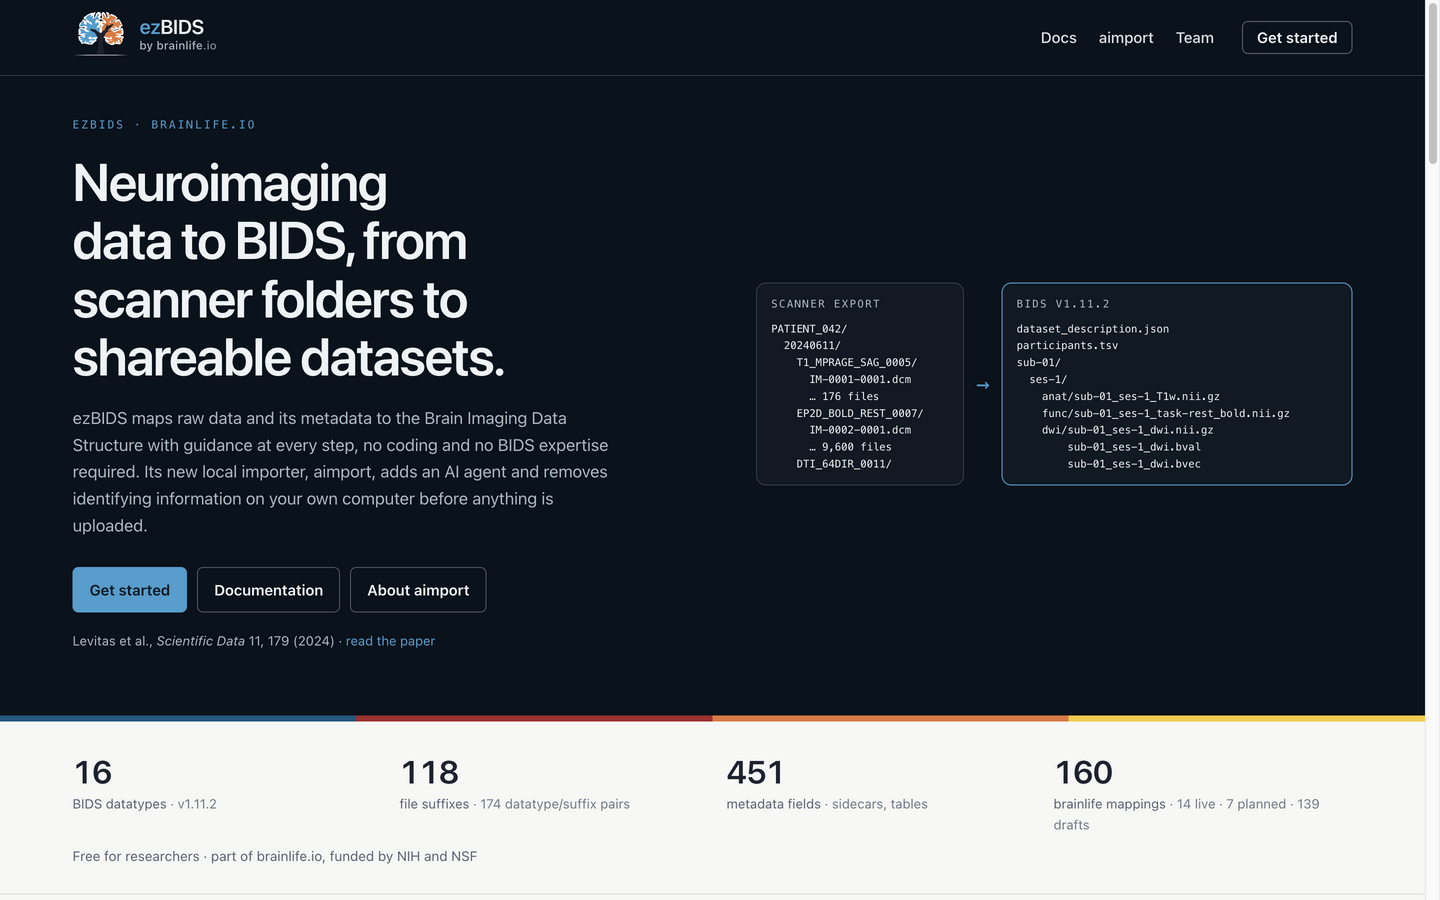 ezBIDS
by brainlife.io
Docs
aimport
Team
Get started
EZBIDS · BRAINLIFE.IO
Neuroimaging
data to BIDS, from
scanner folders to
shareable datasets.
ezBIDS maps raw data and its metadata to the Brain Imaging Data
Structure with guidance at every step, no coding and no BIDS expertise
required. Its new local importer, aimport, adds an AI agent and removes
identifying information on your own computer before anything is
uploaded.
Get started
Documentation
About aimport
Levitas et al., Scientific Data 11, 179 (2024) · read the paper
SCANNER EXPORT
PATIENT_042/
20240611/
T1_MPRAGE_SAG_0005/
IM-0001-0001.dcm
… 176 files
EP2D_BOLD_REST_0007/
IM-0002-0001.dcm
… 9,600 files
DTI_64DIR_0011/
→
BIDS V1.11.2
dataset_description.json
participants.tsv
sub-01/
ses-1/
anat/sub-01_ses-1_T1w.nii.gz
func/sub-01_ses-1_task-rest_bold.nii.gz
dwi/sub-01_ses-1_dwi.nii.gz
sub-01_ses-1_dwi.bval
sub-01_ses-1_dwi.bvec
16
BIDS datatypes · v1.11.2
118
file suffixes · 174 datatype/suffix pairs
451
metadata fields · sidecars, tables
160
brainlife mappings · 14 live · 7 planned · 139
drafts
Free for researchers · part of brainlife.io, funded by NIH and NSF